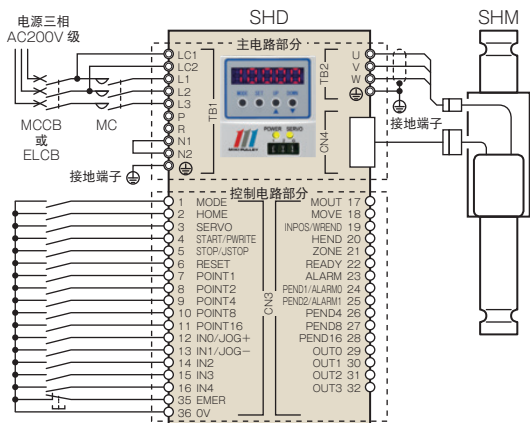 SHD
SHM
电源三相
AC200V 级
主电路部分
LC1
LC2
L1
L2
L3
P
R
N1
N2
TB1
TB2
U
V
W
CN4
MODE SET UP DOWN
POWER SERVO
MIKI PULLEY
MCCB
或
ELCB
MC
接地端子
接地端子
控制电路部分
CN3
1 MODE
2 HOME
3 SERVO
4 START/PWRITE
5 STOP/JSTOP
6 RESET
7 POINT1
8 POINT2
9 POINT4
10 POINT8
11 POINT16
12 IN0/JOG+
13 IN1/JOG−
14 IN2
15 IN3
16 IN4
35 EMER
36 0V
MOUT 17
MOVE 18
INPOS/WREND 19
HEND 20
ZONE 21
READY 22
ALARM 23
PEND1/ALARM0 24
PEND2/ALARM1 25
PEND4 26
PEND8 27
PEND16 28
OUT0 29
OUT1 30
OUT2 31
OUT3 32